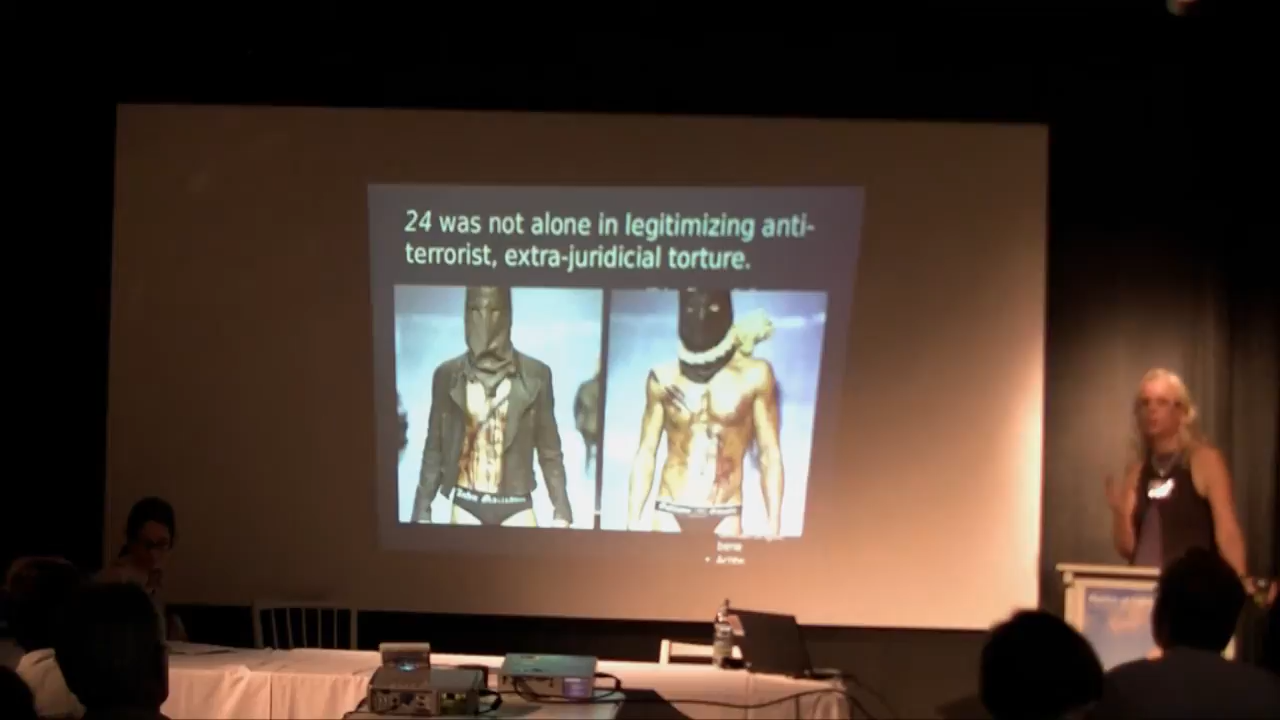 24 was not alone in legitimizing anti-
terrorist, extra-juridicial torture.